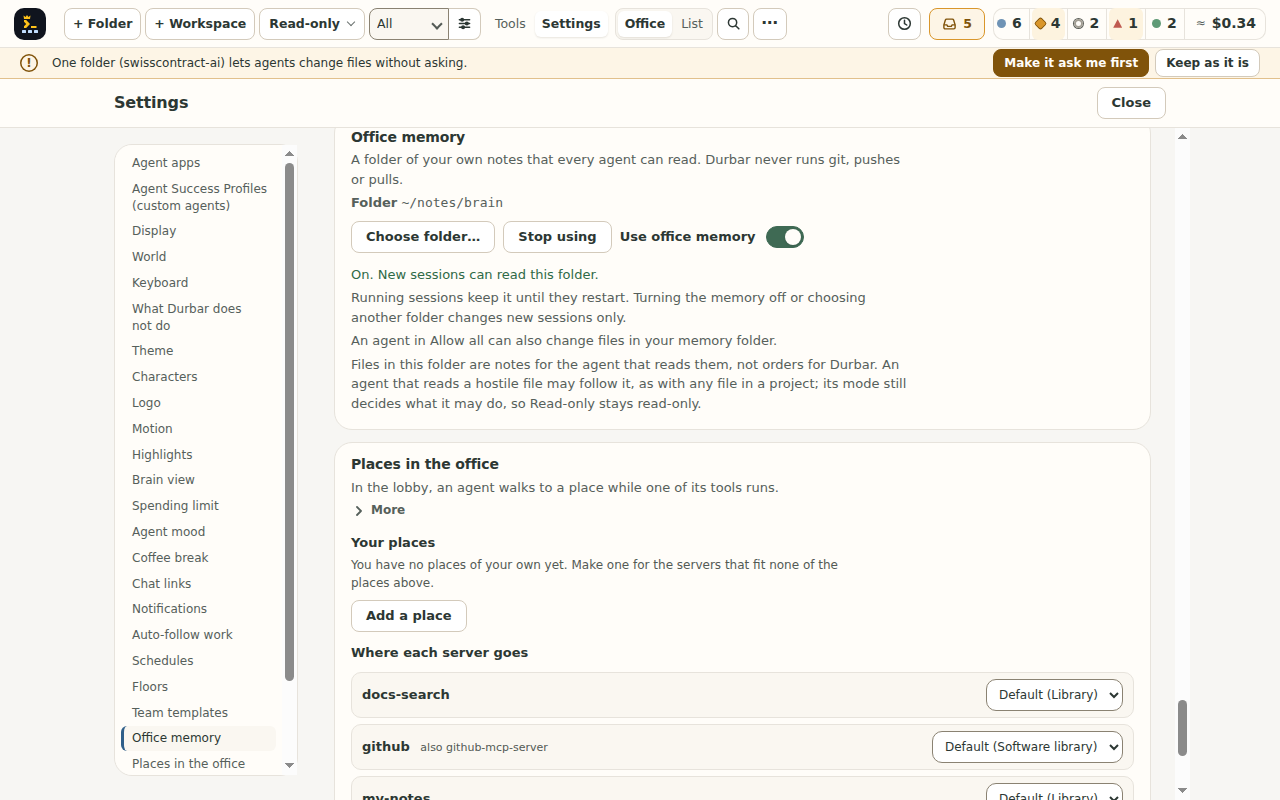 + Folder
+ Workspace
Read-only
All
Tools
Settings
Office
List
5
6
4
2
1
2
≈ $0.34
One folder (swisscontract-ai) lets agents change files without asking.
Make it ask me first
Keep as it is
Settings
Close
Agent apps
Agent Success Profiles
(custom agents)
Display
World
Keyboard
What Durbar does
not do
Theme
Characters
Logo
Motion
Highlights
Brain view
Spending limit
Agent mood
Coffee break
Chat links
Notifications
Auto-follow work
Schedules
Floors
Team templates
Office memory
Places in the office
Office memory
A folder of your own notes that every agent can read. Durbar never runs git, pushes
or pulls.
Folder ~/notes/brain
Choose folder…
Stop using
Use office memory
On. New sessions can read this folder.
Running sessions keep it until they restart. Turning the memory off or choosing
another folder changes new sessions only.
An agent in Allow all can also change files in your memory folder.
Files in this folder are notes for the agent that reads them, not orders for Durbar. An
agent that reads a hostile file may follow it, as with any file in a project; its mode still
decides what it may do, so Read-only stays read-only.
Places in the office
In the lobby, an agent walks to a place while one of its tools runs.
More
Your places
You have no places of your own yet. Make one for the servers that fit none of the
places above.
Add a place
Where each server goes
docs-search
Default (Library)
github also github-mcp-server
Default (Software library)
my-notes
Default (Library)